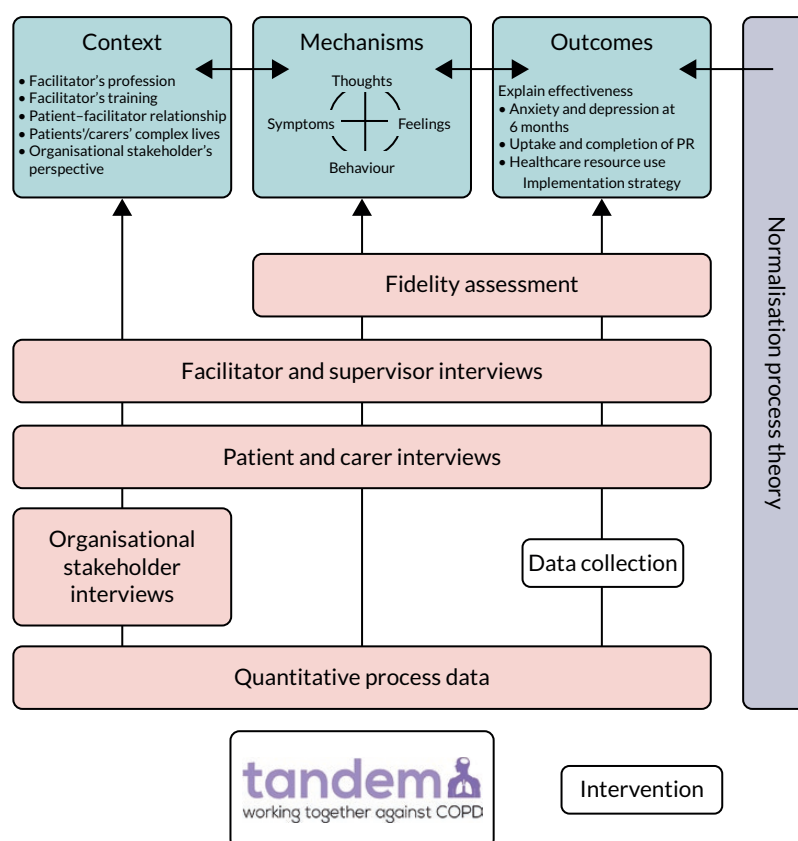 Context
• Facilitator's profession
• Facilitator's training
• Patient–facilitator relationship
• Patients'/carers' complex lives
• Organisational stakeholder's
perspective
Mechanisms
Thoughts
Symptoms
Feelings
Behaviour
Outcomes
Explain effectiveness
• Anxiety and depression at
6 months
• Uptake and completion of PR
• Healthcare resource use
Implementation strategy
Normalisation process theory
Fidelity assessment
Facilitator and supervisor interviews
Patient and carer interviews
Organisational
stakeholder
interviews
Data collection
Quantitative process data
tandem
working together against COPD
Intervention